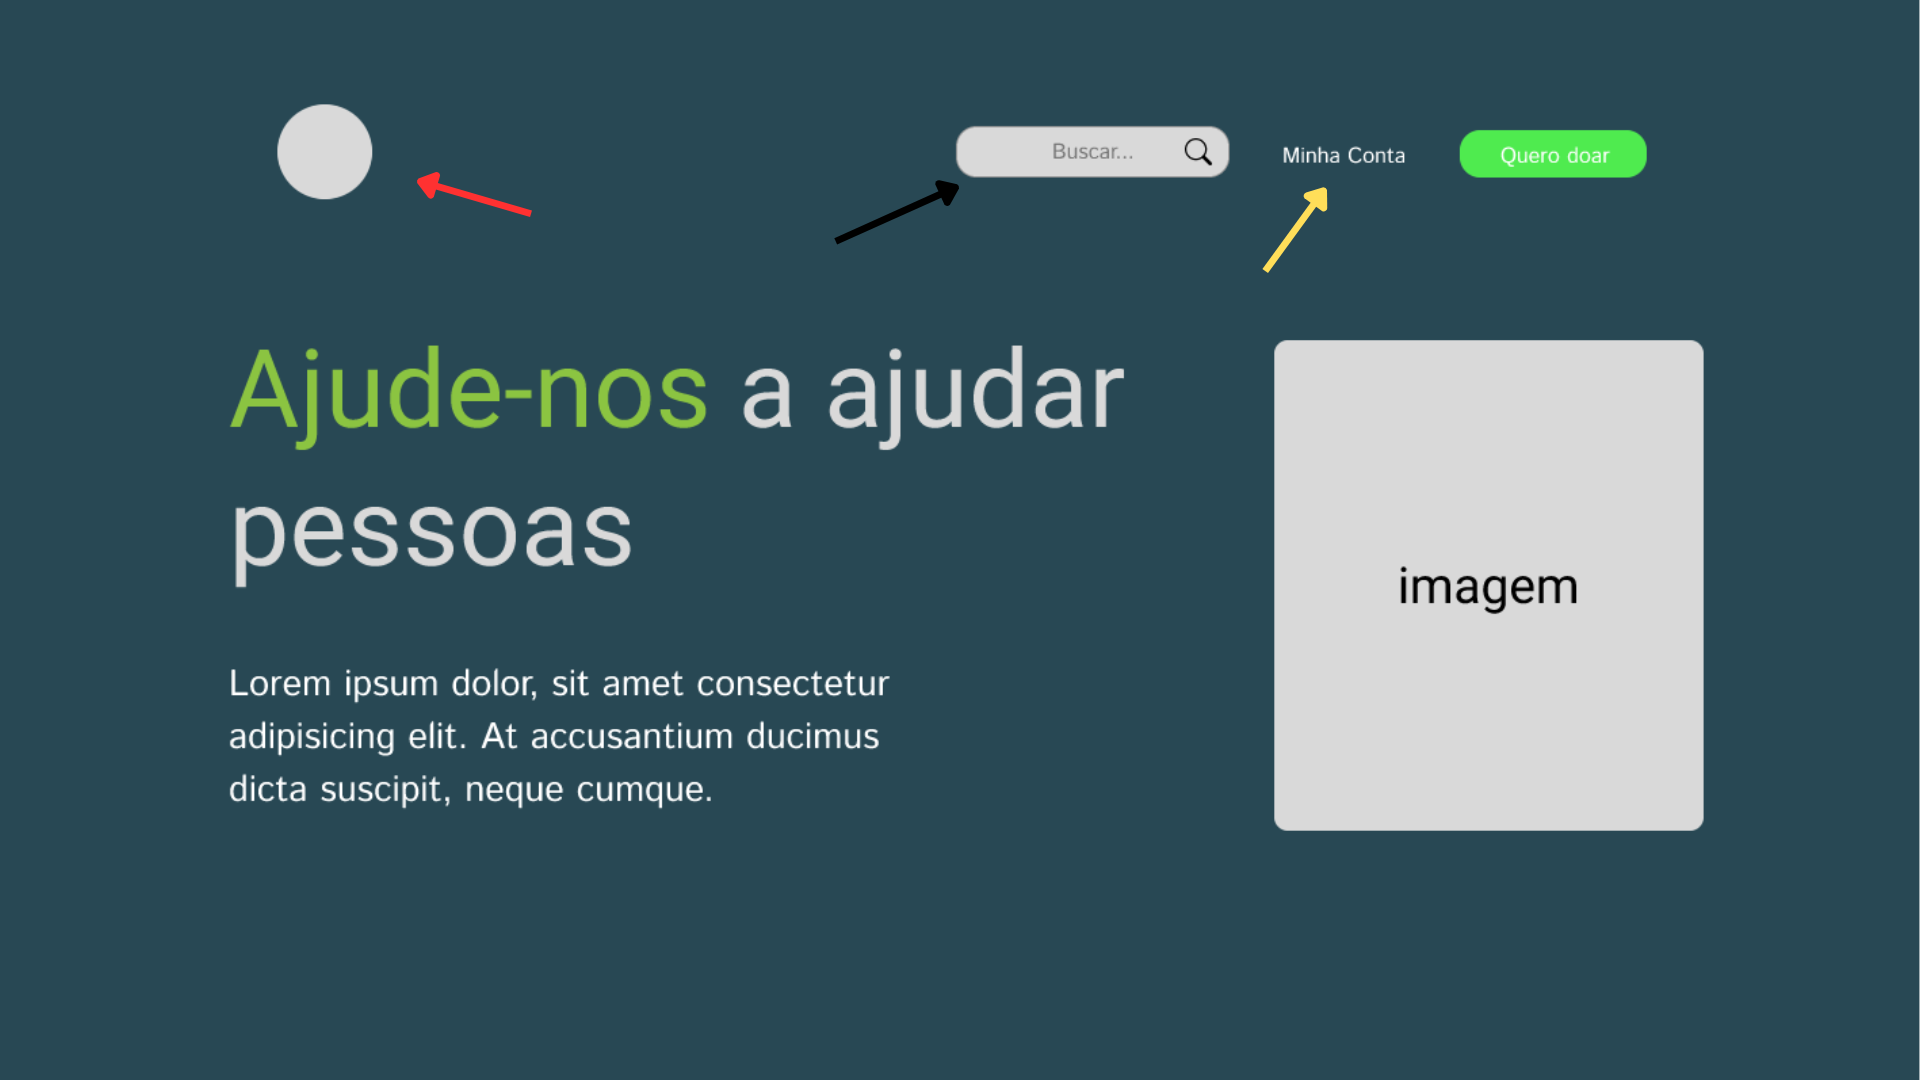 Buscar...
Minha Conta
Quero doar
Ajude-nos a ajudar
pessoas
imagem
Lorem ipsum dolor, sit amet consectetur
adipisicing elit. At accusantium ducimus
dicta suscipit, neque cumque.